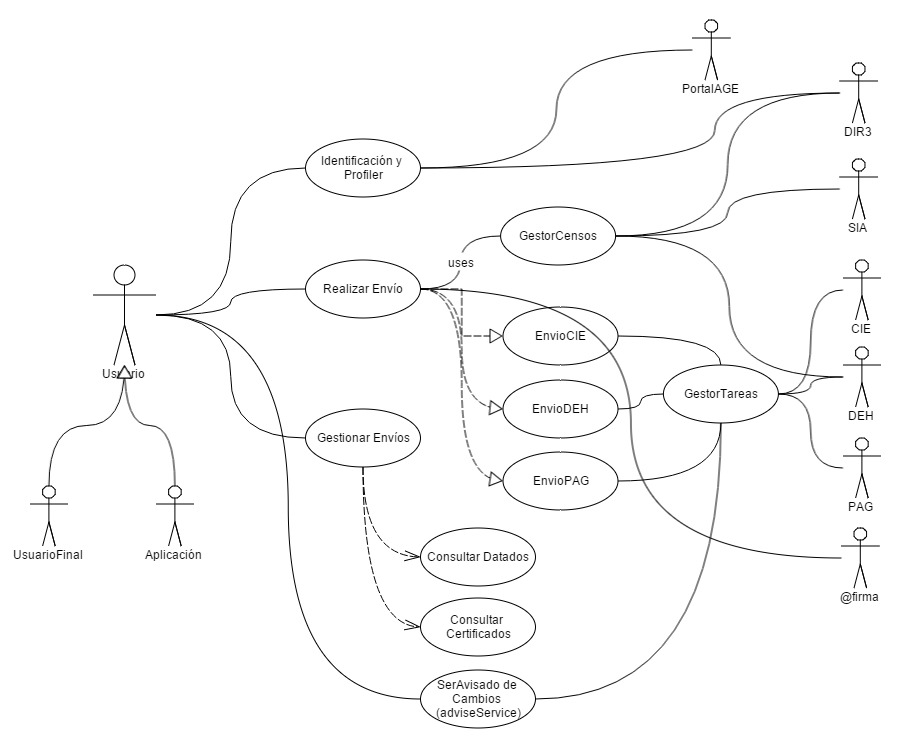 PortalAGE
DIR3
Identificación y
Profiler
SIA
GestorCensos
uses
Realizar Envío
CIE
EnvioCIE
Usuario
GestorTareas
DEH
EnvioDEH
Gestionar Envíos
EnvioPAG
PAG
UsuarioFinal
Aplicación
Consultar Datados
@firma
Consultar
Certificados
SerAvisado de
Cambios
(adviseService)